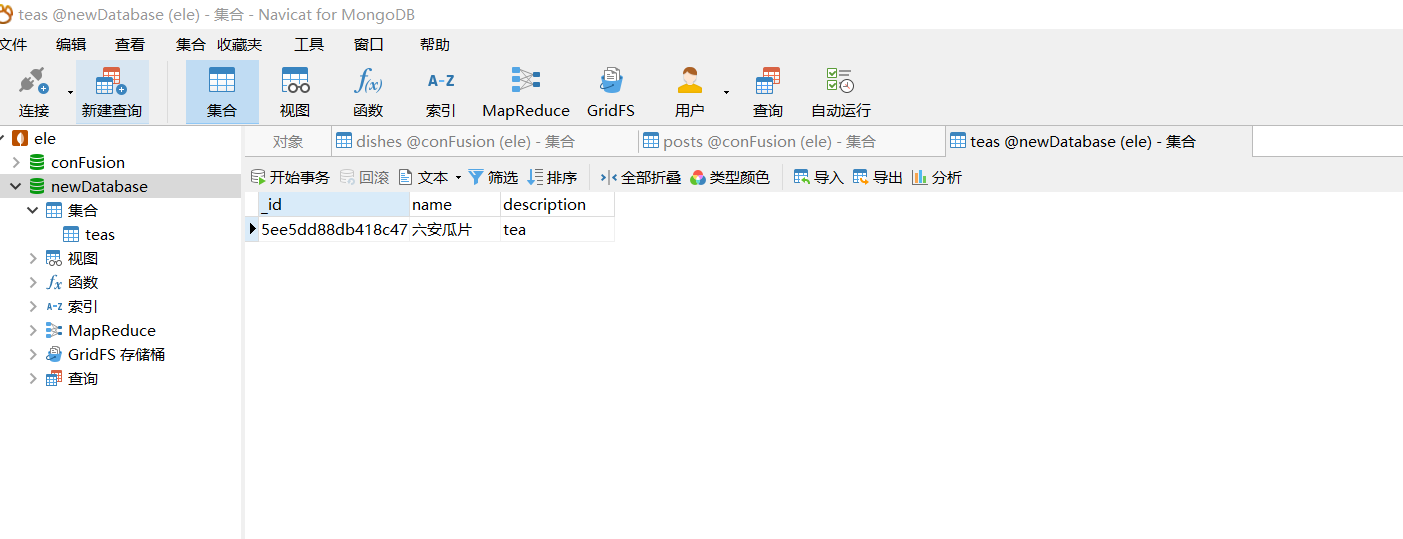 teas @newDatabase (ele) - 集合 - Navicat for MongoDB
文件 编辑 查看 集合 收藏夹 工具 窗口 帮助
连接 新建查询 集合 视图 函数 索引 MapReduce GridFS 用户 查询 自动运行
f(x) A-Z
ele
conFusion
newDatabase
集合
teas
视图
fx 函数
A-Z 索引
MapReduce
GridFS 存储桶
查询
对象 dishes @conFusion (ele) - 集合 posts @conFusion (ele) - 集合 teas @newDatabase (ele) - 集合
开始事务 回滚 文本 筛选 排序 全部折叠 类型颜色 导入 导出 分析
_id name description
5ee5dd88db418c47 六安瓜片 tea